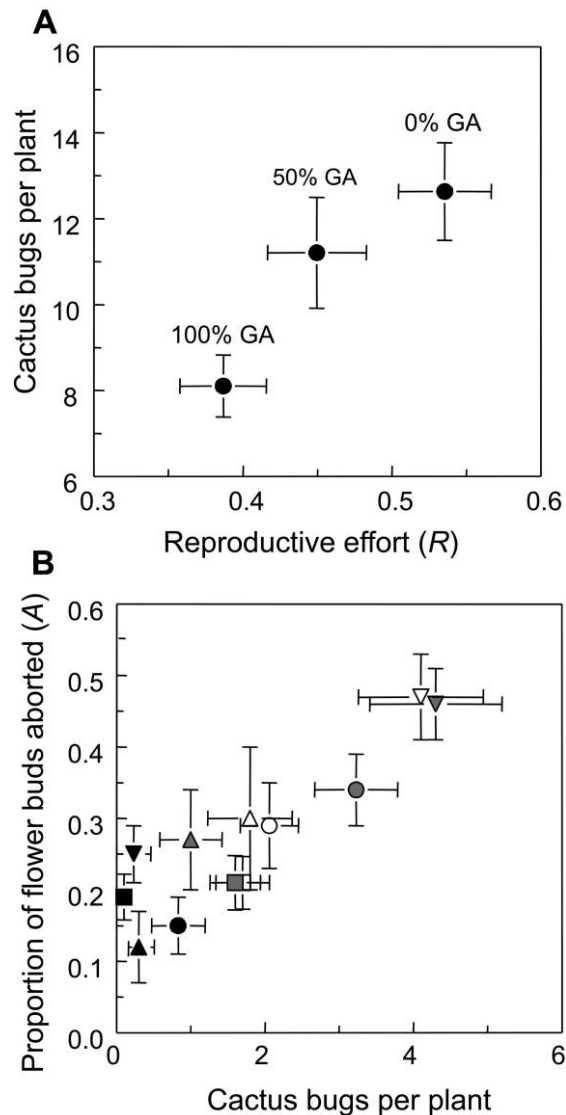 A
Cactus bugs per plant
16
14
12
10
8
6
0% GA
50% GA
100% GA
0.3 0.4 0.5 0.6
Reproductive effort (R)
B
Proportion of flower buds aborted (A)
0.6
0.5
0.4
0.3
0.2
0.1
0.0
0 2 4 6
Cactus bugs per plant